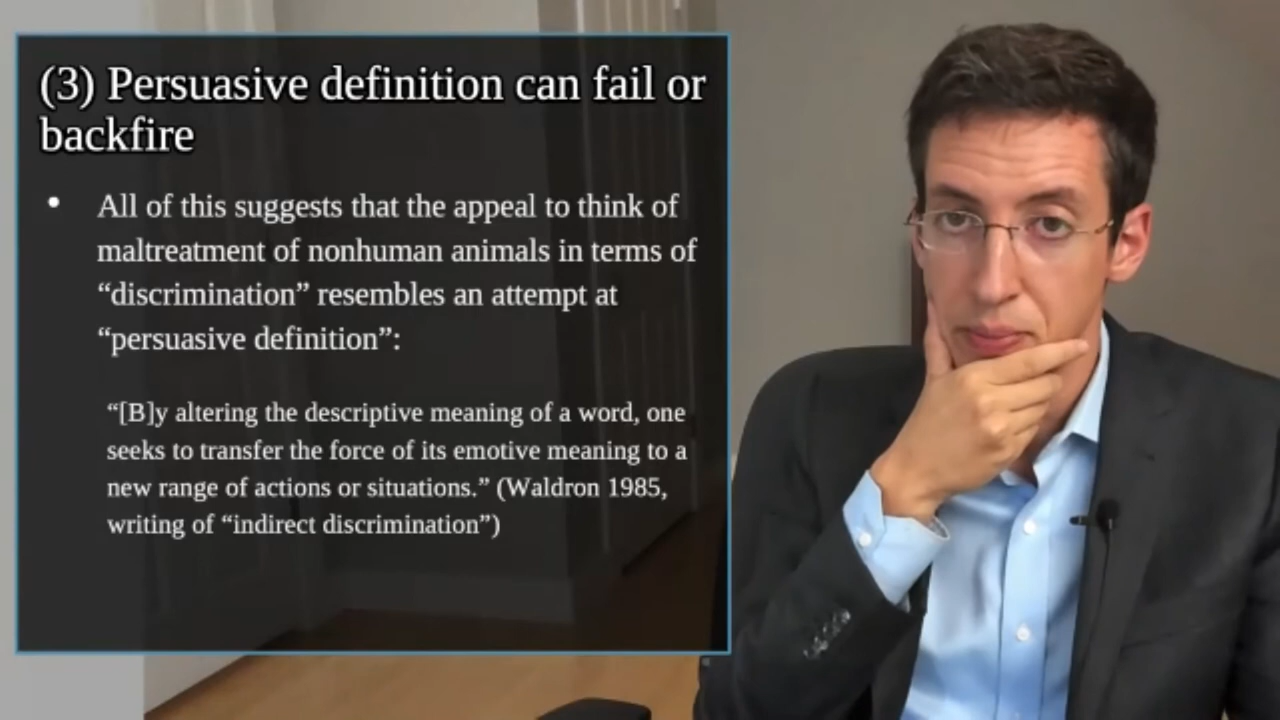 (3) Persuasive definition can fail or
backfire
• All of this suggests that the appeal to think of
maltreatment of nonhuman animals in terms of
“discrimination” resembles an attempt at
“persuasive definition”:
“[B]y altering the descriptive meaning of a word, one
seeks to transfer the force of its emotive meaning to a
new range of actions or situations.” (Waldron 1985,
writing of “indirect discrimination”)